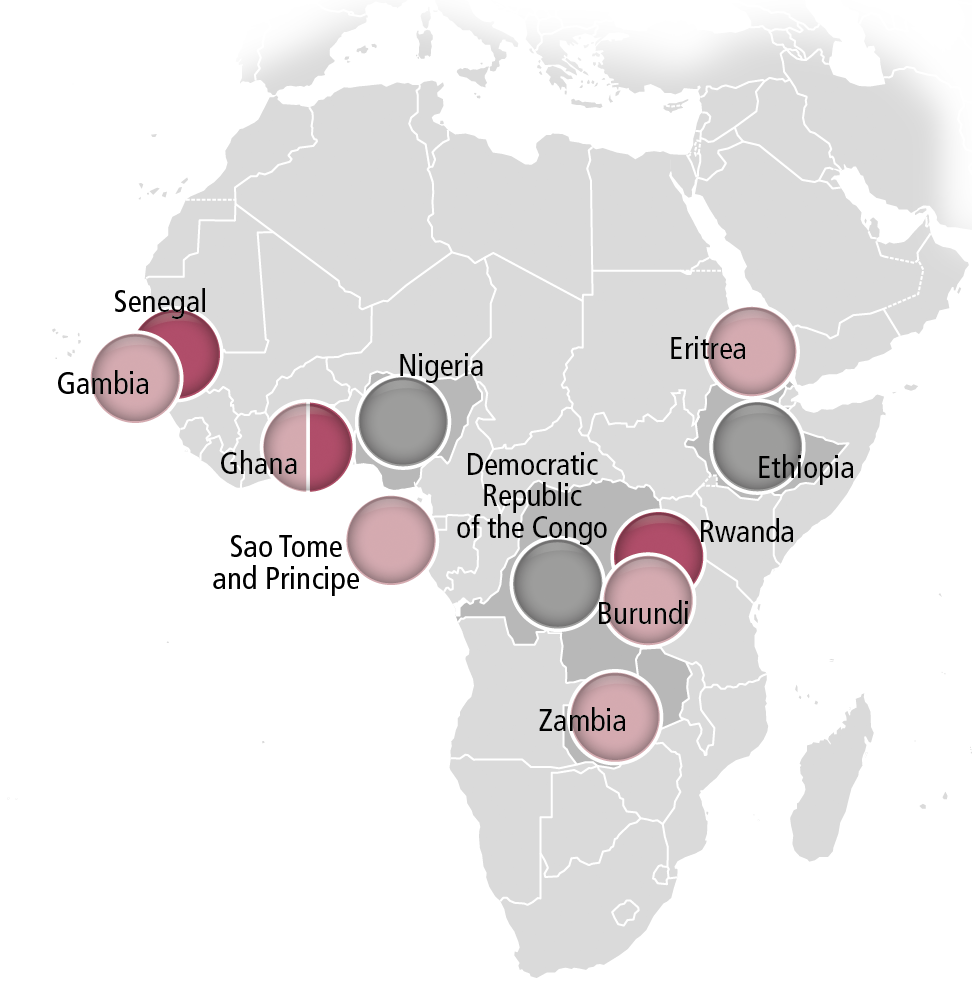 Senegal
Gambia
Eritrea
Nigeria
Ghana
Ethiopia
Democratic
Republic
of the Congo
Rwanda
Sao Tome
and Principe
Burundi
Zambia